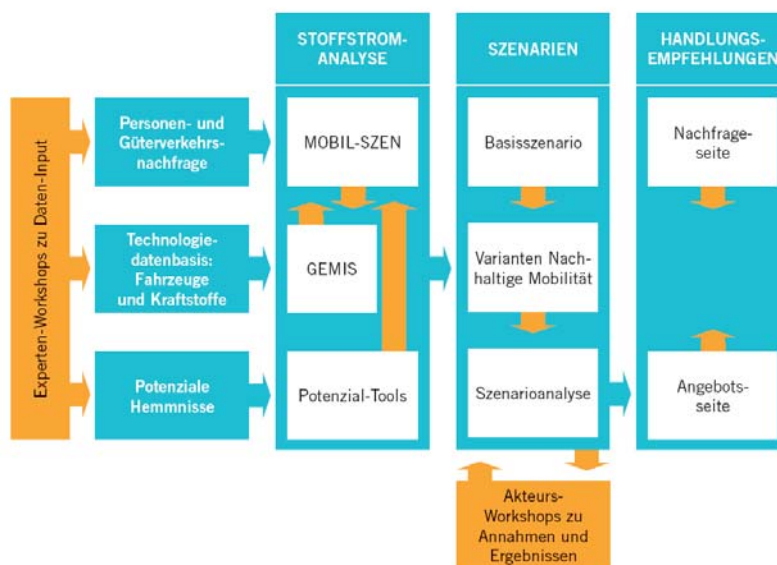 STOFFSTROM-
ANALYSE
SZENARIEN
HANDLUNGS-
EMPFEHLUNGEN
Experten-Workshops zu Daten-Input
Personen- und
Güterverkehrs-
nachfrage
MOBIL-SZEN
Basisszenario
Nachfrage-
seite
Technologie-
datenbasis:
Fahrzeuge
und Kraftstoffe
GEMIS
Varianten Nach-
haltige Mobilität
Potenziale
Hemmnisse
Potenzial-Tools
Szenarioanalyse
Angebots-
seite
Akteurs-
Workshops zu
Annahmen und
Ergebnissen